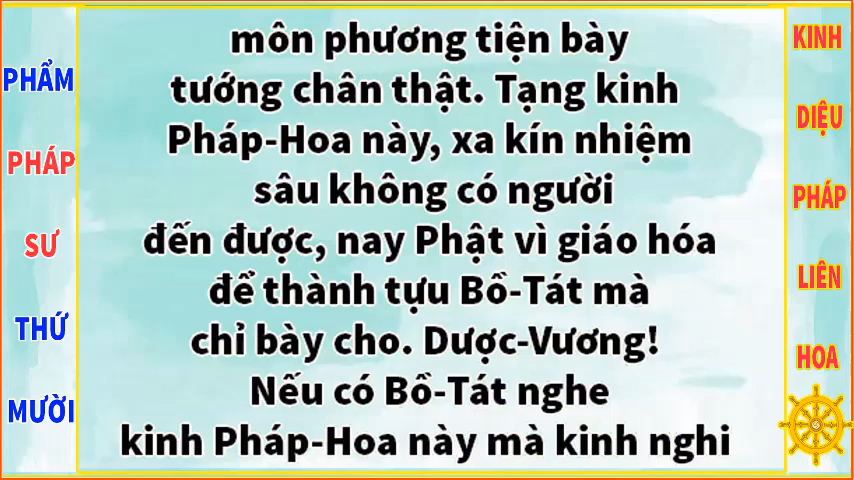 PHẨM
PHÁP
SƯ
THỨ
MƯỜI
môn phương tiện bày
tướng chân thật. Tạng kinh
Pháp-Hoa này, xa kín nhiệm
sâu không có người
đến được, nay Phật vì giáo hóa
để thành tựu Bồ-Tát mà
chỉ bày cho. Dược-Vương!
Nếu có Bồ-Tát nghe
kinh Pháp-Hoa này mà kinh nghi
KINH
DIỆU
PHÁP
LIÊN
HOA